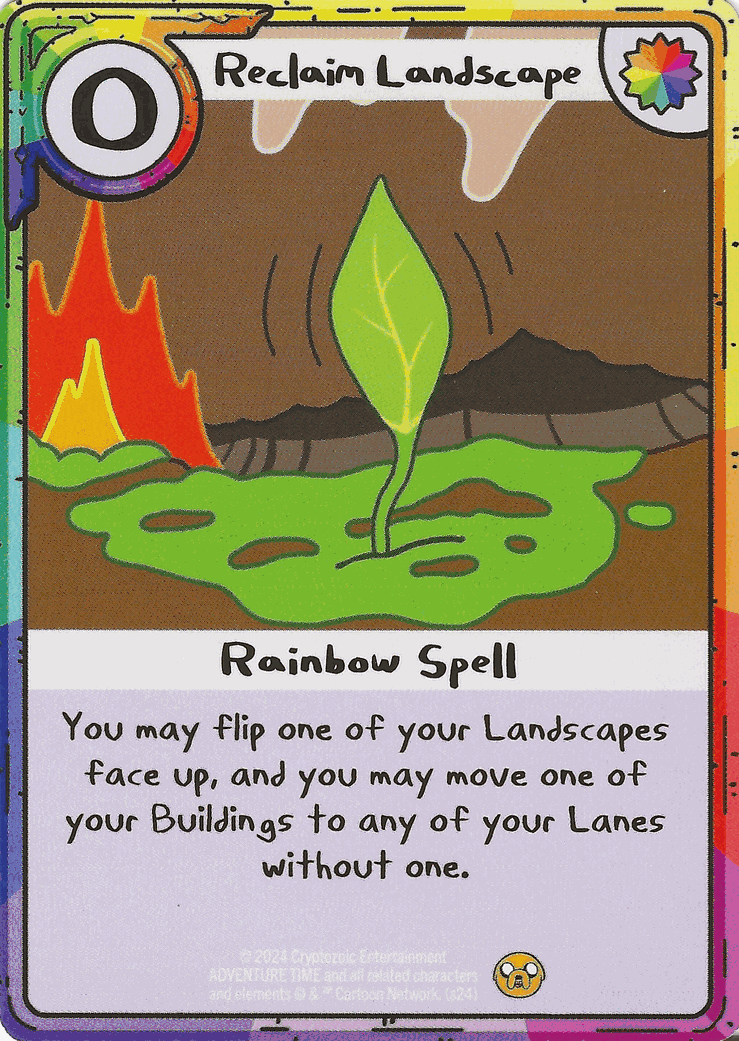 0
Reclaim Landscape
Rainbow Spell
You may flip one of your Landscapes
face up, and you may move one of
your Buildings to any of your Lanes
without one.
© 2024 Cryptozoic Entertainment
ADVENTURE TIME and all related characters
and elements © & ™ Cartoon Network. (s24)